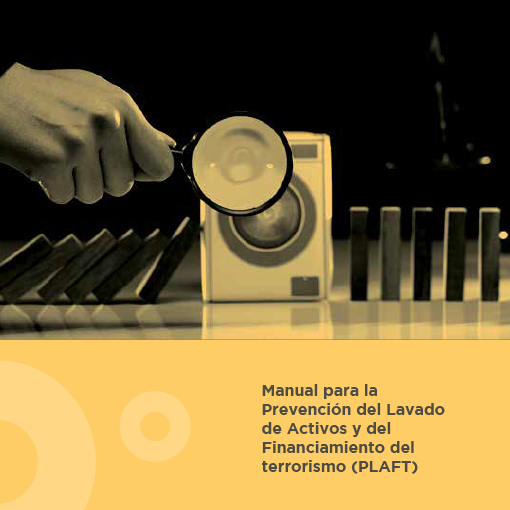 Manual para la
Prevención del Lavado
de Activos y del
Financiamiento del
terrorismo (PLAFT)